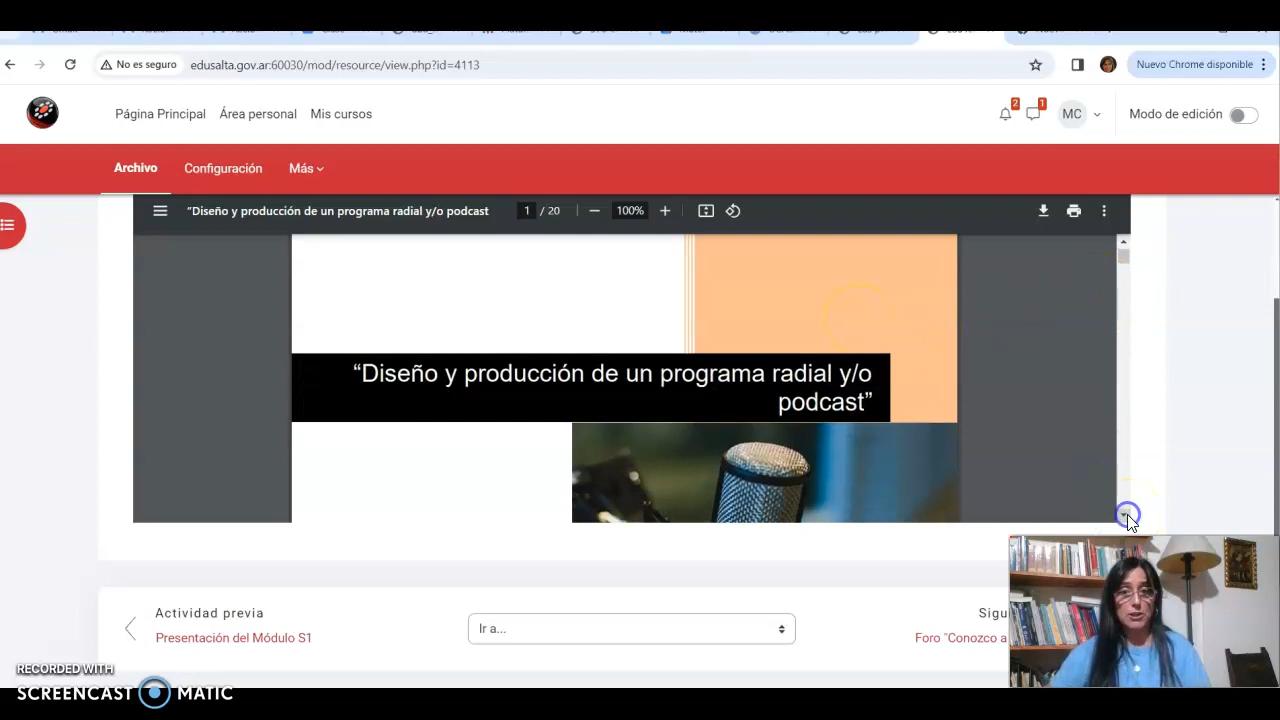 No es seguro
edusalta.gov.ar:60030/mod/resource/view.php?id=4113
Nuevo Chrome disponible
Página Principal
Área personal
Mis cursos
2
1
MC
Modo de edición
Archivo
Configuración
Más
"Diseño y producción de un programa radial y/o podcast
1 / 20
100%
“Diseño y producción de un programa radial y/o
podcast”
Actividad previa
Presentación del Módulo S1
Ir a...
Sigu
Foro "Conozco a
RECORDED WITH
SCREENCAST MATIC